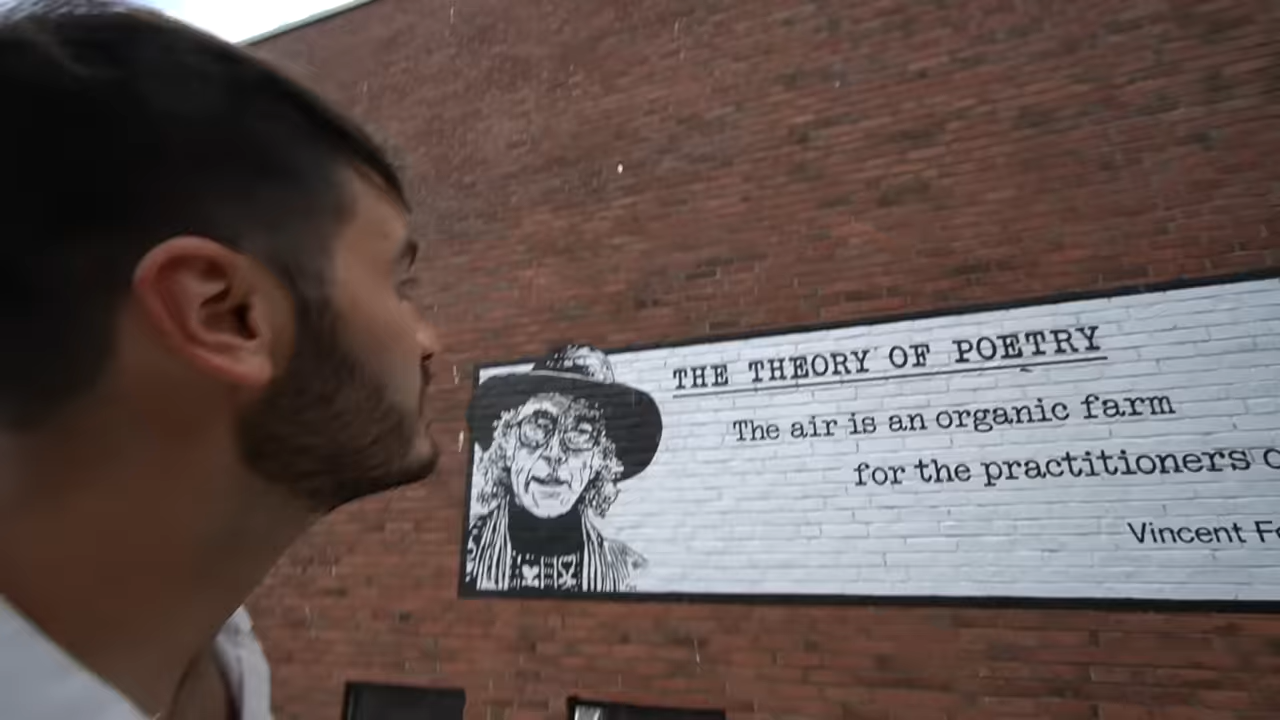 THE THEORY OF POETRY
The air is an organic farm
for the practitioners
Vincent